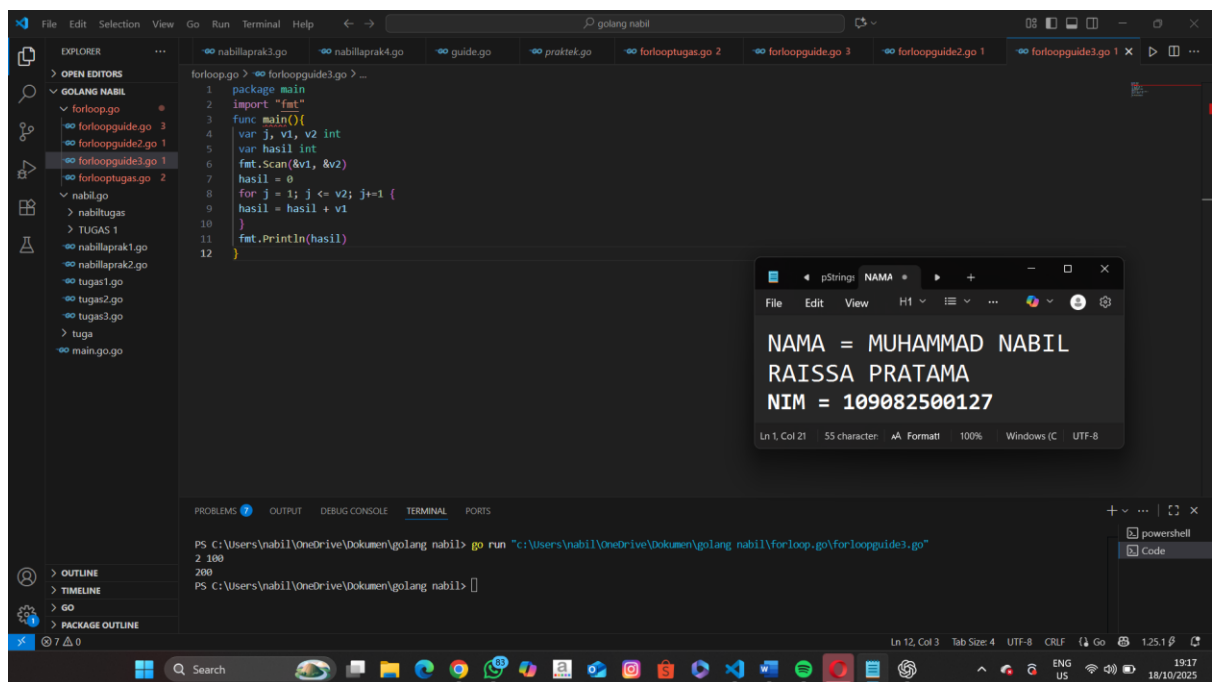 File Edit Selection View Go Run Terminal Help
golang nabil
EXPLORER
OPEN EDITORS
GOLANG NABIL
forloop.go
forloopguide.go 3
forloopguide2.go 1
forloopguide3.go 1
forlooptugas.go 2
nabil.go
nabiltugas
TUGAS 1
nabillaprak1.go
nabillaprak2.go
tugas1.go
tugas2.go
tugas3.go
tuga
main.go.go
OUTLINE
TIMELINE
GO
PACKAGE OUTLINE
nabillaprak3.go nabillaprak4.go guide.go praktek.go forlooptugas.go 2 forloopguide.go 3 forloopguide2.go 1 forloopguide3.go 1
forloop.go > forloopguide3.go > ...
1 package main
2 import "fmt"
3 func main(){
4 var j, v1, v2 int
5 var hasil int
6 fmt.Scan(&v1, &v2)
7 hasil = 0
8 for j = 1; j <= v2; j+=1 {
9 hasil = hasil + v1
10 }
11 fmt.Println(hasil)
12 }
pStrings NAMA
File Edit View H1
NAMA = MUHAMMAD NABIL
RAISSA PRATAMA
NIM = 109082500127
Ln 1, Col 21 55 character: Formatt 100% Windows (C UTF-8
PROBLEMS 7 OUTPUT DEBUG CONSOLE TERMINAL PORTS
PS C:\Users\nabil\OneDrive\Dokumen\golang nabil> go run "c:\Users\nabil\OneDrive\Dokumen\golang nabil\forloop.go\forloopguide3.go"
2 100
200
PS C:\Users\nabil\OneDrive\Dokumen\golang nabil>
powershell
Code
7 0 Ln 12, Col 3 Tab Size: 4 UTF-8 CRLF Go 1.25.1
Search 83 ENG 19:17
US 18/10/2025